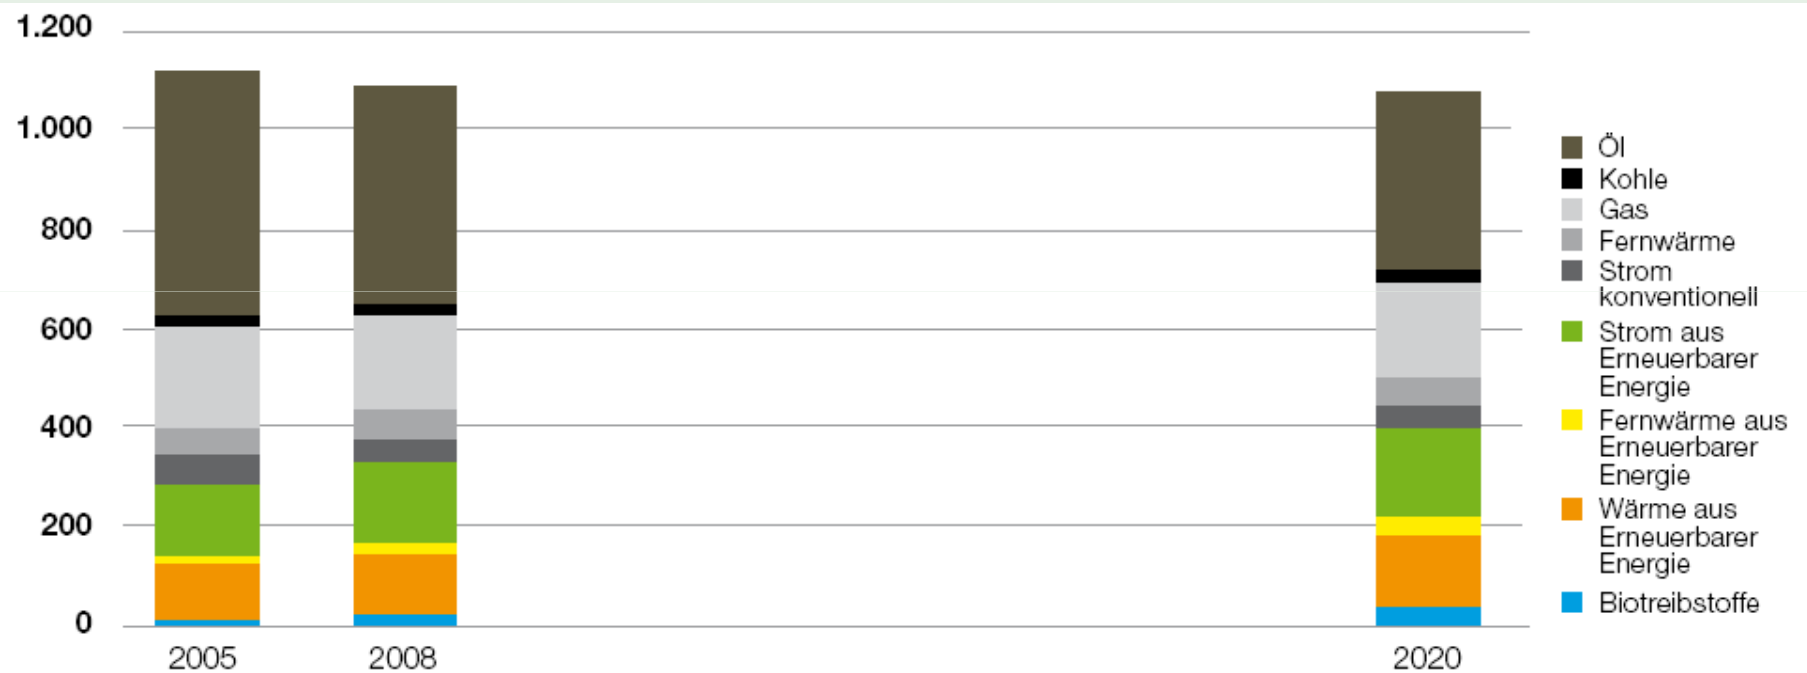 1.200
1.000
800
600
400
200
0
2005
2008
2020
Öl
Kohle
Gas
Fernwärme
Strom
konventionell
Strom aus
Erneuerbarer
Energie
Fernwärme aus
Erneuerbarer
Energie
Wärme aus
Erneuerbarer
Energie
Biotreibstoffe